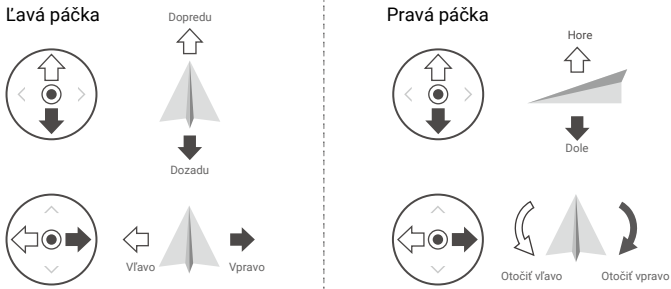 Ľavá páčka
Dopredu
Dozadu
Vľavo
Vpravo
Pravá páčka
Hore
Dole
Otočiť vľavo
Otočiť vpravo